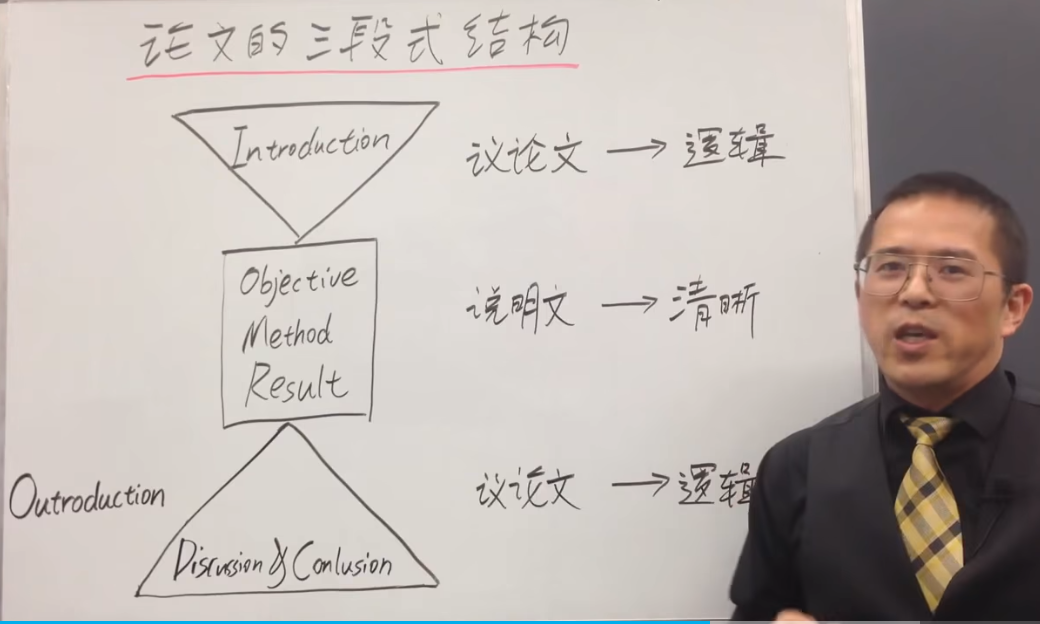 论文的三段式结构
Introduction
议论文 → 逻辑
Objective
Method
Result
说明文 → 清晰
Outroduction
议论文 → 逻辑
Discussion & Conlusion